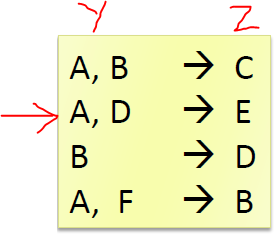 Y Z
A, B → C
A, D → E
B → D
A, F → B